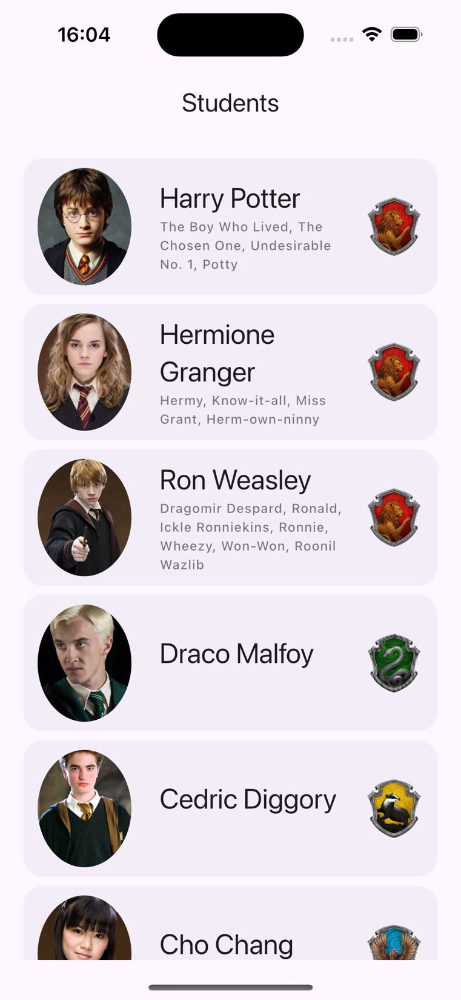 16:04
Students
Harry Potter
The Boy Who Lived, The
Chosen One, Undesirable
No. 1, Potty
Hermione
Granger
Hermy, Know-it-all, Miss
Grant, Herm-own-ninny
Ron Weasley
Dragomir Despard, Ronald,
Ickle Ronniekins, Ronnie,
Wheezy, Won-Won, Roonil
Wazlib
Draco Malfoy
Cedric Diggory
Cho Chang